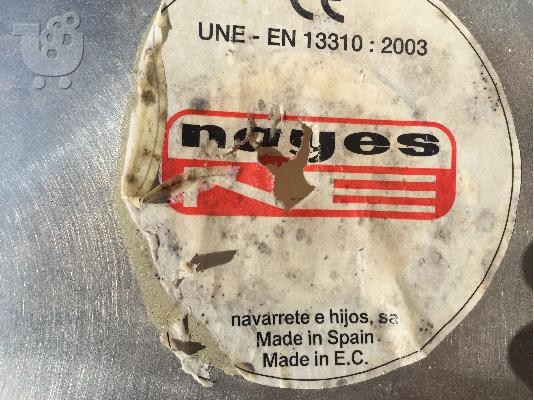 CE
UNE - EN 13310 : 2003
nayes
navarrete e hijos, sa
Made in Spain
Made in E.C.